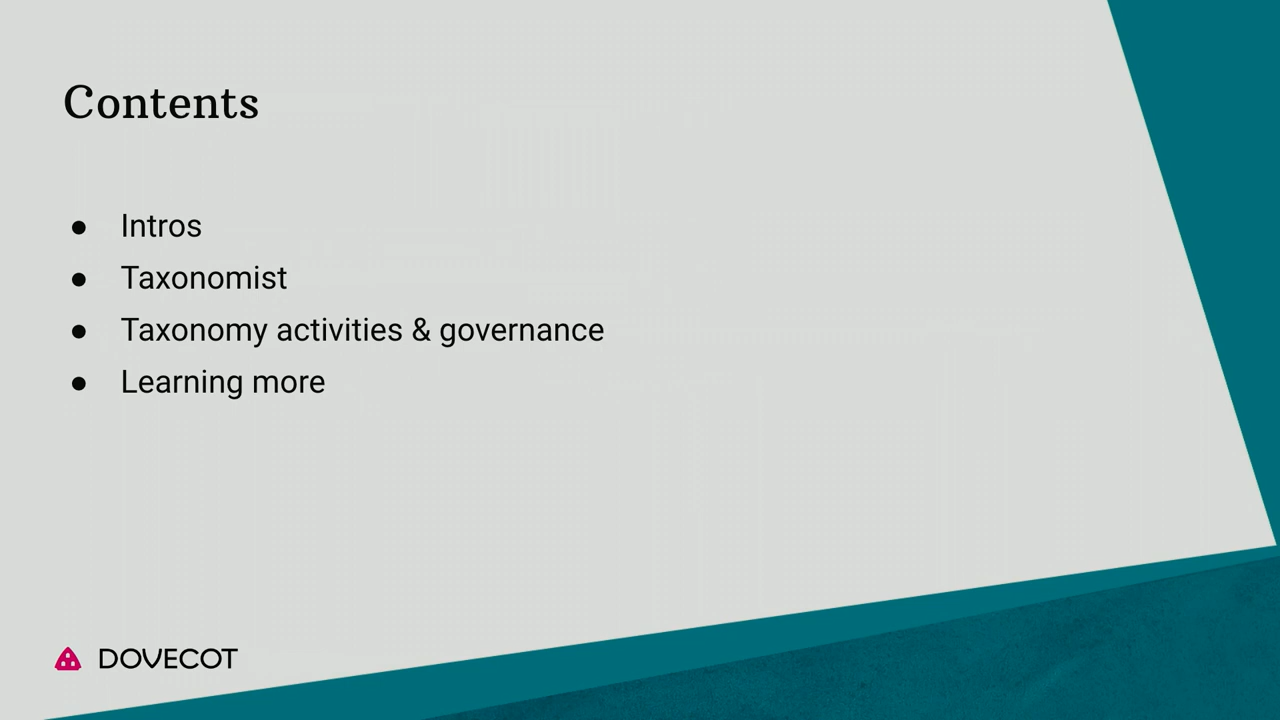 Contents
● Intros
● Taxonomist
● Taxonomy activities & governance
● Learning more
DOVECOT